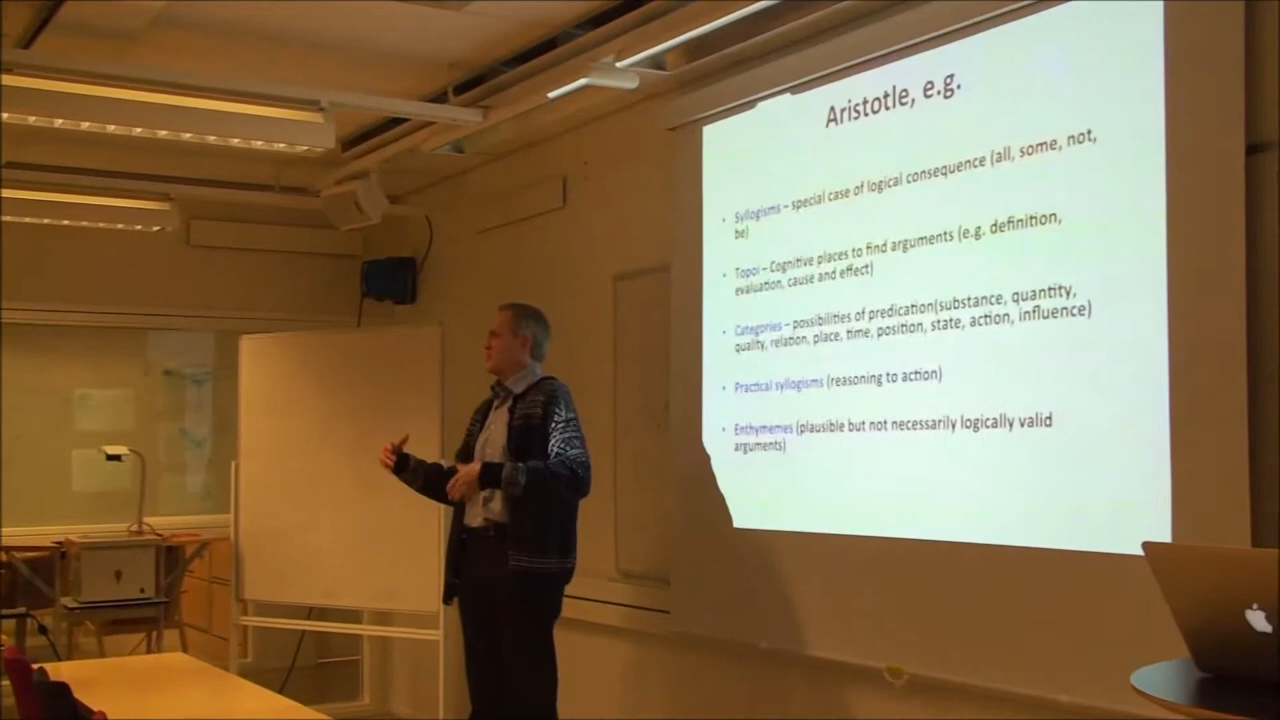 Aristotle, e.g.
• Syllogisms – special case of logical consequence (all, some, not,
be)
• Topoi – Cognitive places to find arguments (e.g. definition,
evaluation, cause and effect)
• Categories – possibilities of predication(substance, quantity,
quality, relation, place, time, position, state, action, influence)
• Practical syllogisms (reasoning to action)
• Enthymemes (plausible but not necessarily logically valid
arguments)